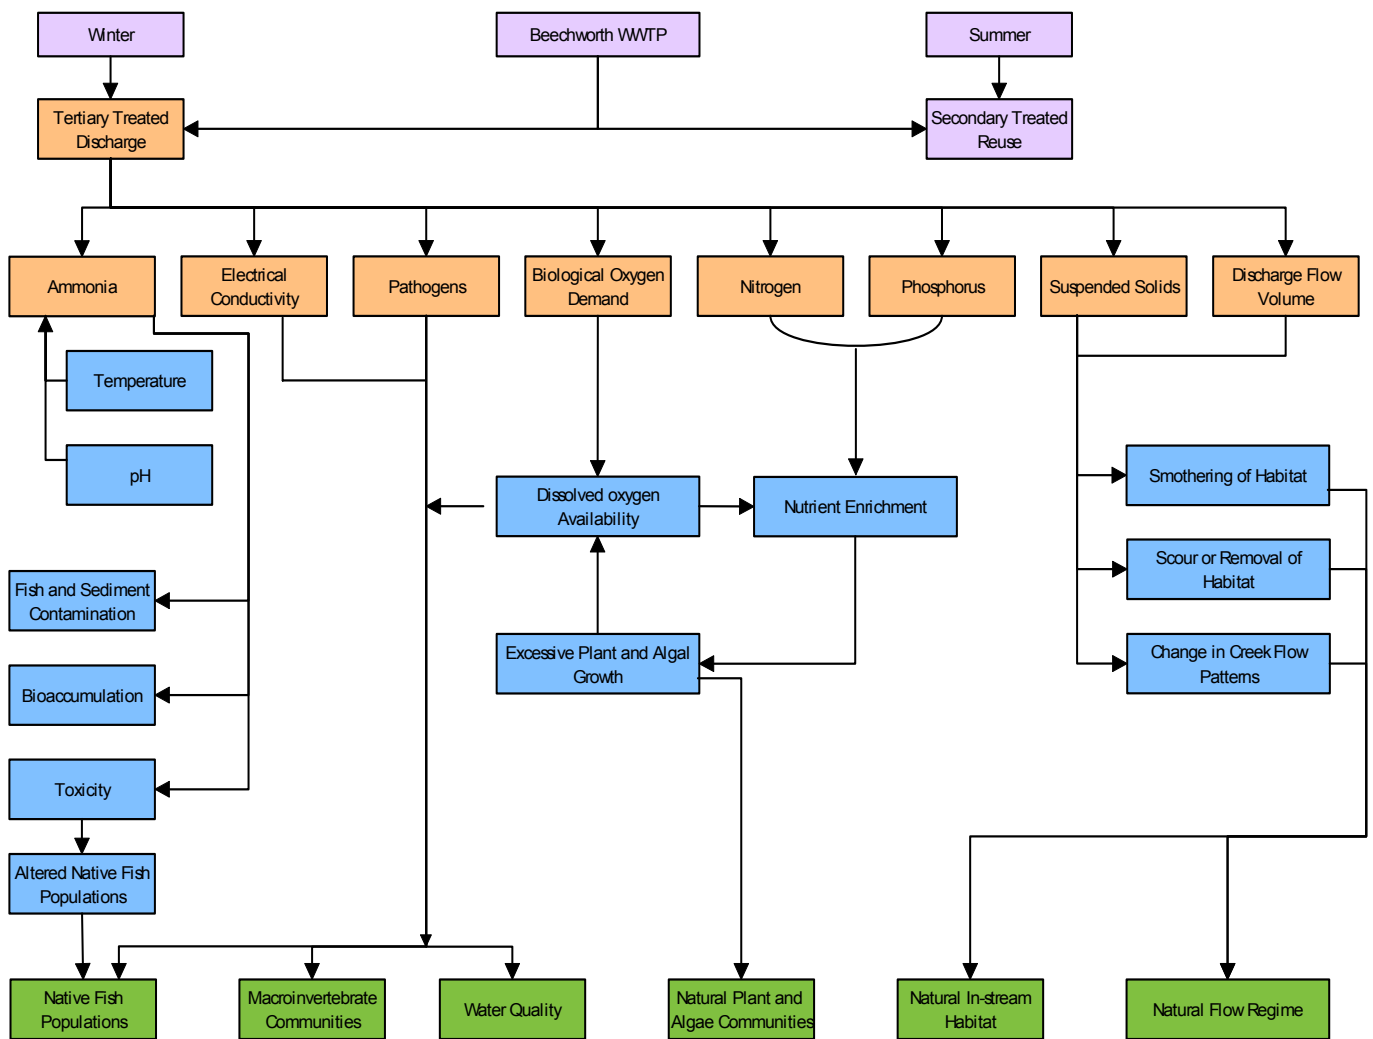 Winter
Beechworth WWTP
Summer
Tertiary Treated
Discharge
Secondary Treated
Reuse
Ammonia
Electrical
Conductivity
Pathogens
Biological Oxygen
Demand
Nitrogen
Phosphorus
Suspended Solids
Discharge Flow
Volume
Temperature
pH
Dissolved oxygen
Availability
Nutrient Enrichment
Smothering of Habitat
Scour or Removal of
Habitat
Fish and Sediment
Contamination
Excessive Plant and Algal
Growth
Change in Creek Flow
Patterns
Bioaccumulation
Toxicity
Altered Native Fish
Populations
Native Fish
Populations
Macroinvertebrate
Communities
Water Quality
Natural Plant and
Algae Communities
Natural In-stream
Habitat
Natural Flow Regime